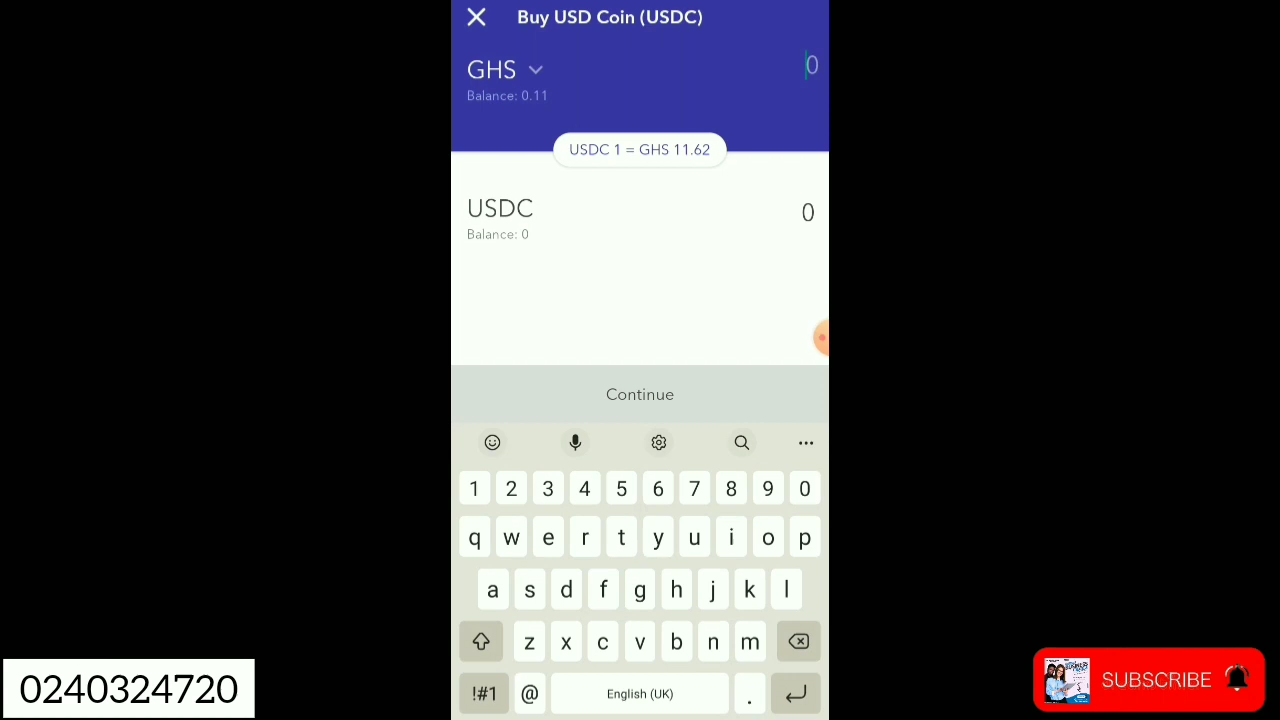 Buy USD Coin (USDC)
GHS
0
Balance: 0.11
USDC 1 = GHS 11.62
USDC
0
Balance: 0
Continue
1 2 3 4 5 6 7 8 9 0
q w e r t y u i o p
a s d f g h j k l
z x c v b n m
!#1 @ English (UK) .
0240324720
SUBSCRIBE